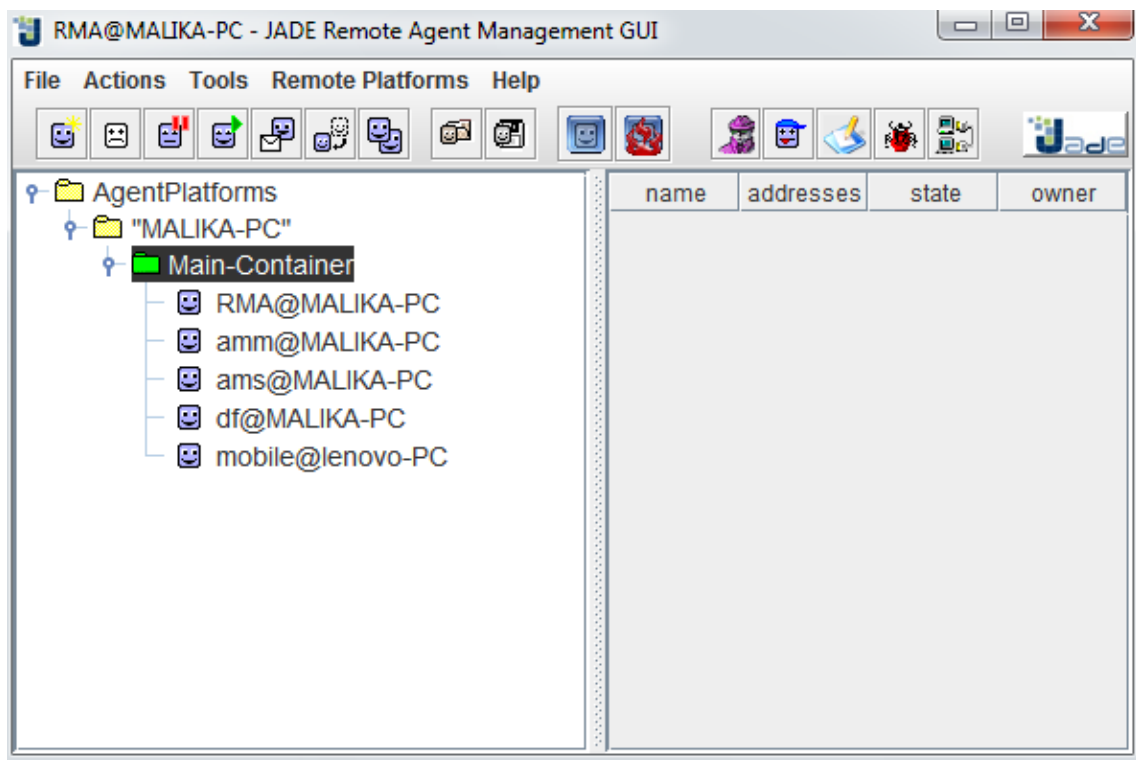 RMA@MALIKA-PC - JADE Remote Agent Management GUI
File Actions Tools Remote Platforms Help
Jade
AgentPlatforms
"MALIKA-PC"
Main-Container
RMA@MALIKA-PC
amm@MALIKA-PC
ams@MALIKA-PC
df@MALIKA-PC
mobile@lenovo-PC
name addresses state owner